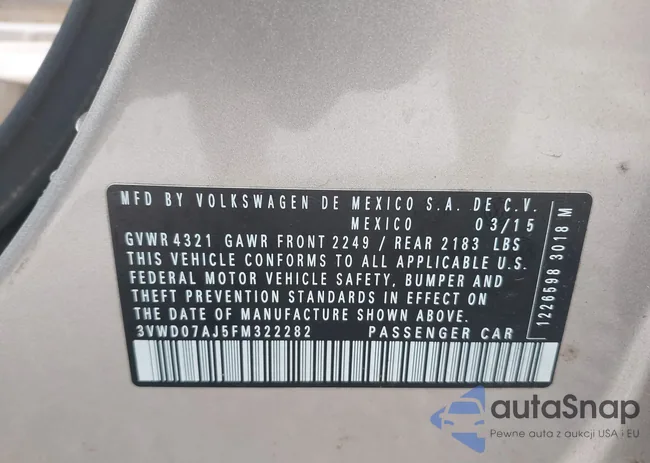 MFD BY VOLKSWAGEN DE MEXICO S.A. DE C.V.
MEXICO 03/15
GVWR 4321 GAWR FRONT 2249 / REAR 2183 LBS
THIS VEHICLE CONFORMS TO ALL APPLICABLE U.S.
FEDERAL MOTOR VEHICLE SAFETY, BUMPER AND
THEFT PREVENTION STANDARDS IN EFFECT ON
THE DATE OF MANUFACTURE SHOWN ABOVE.
3VWD07AJ5FM322282 PASSENGER CAR
1226598 3018 M
autaSnap
Pewne auta z aukcji USA i EU